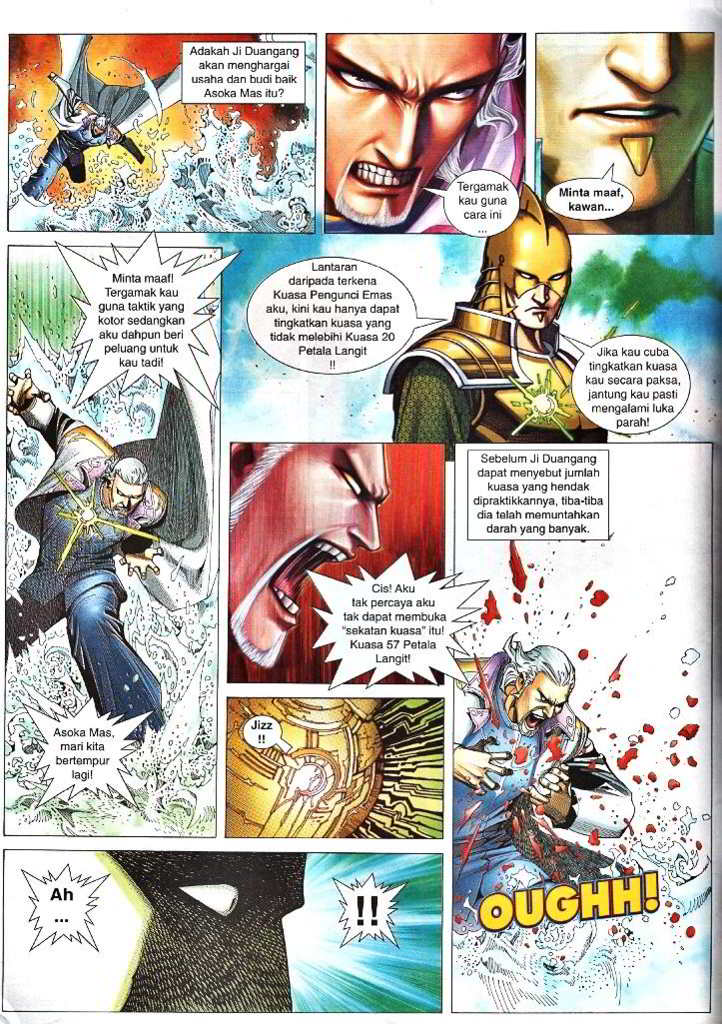 Adakah Ji Duangang
akan menghargai
usaha dan budi baik
Asoka Mas itu?
Tergamak
kau guna
cara ini
...
Minta maaf,
kawan...
Minta maaf!
Tergamak kau
guna taktik yang
kotor sedangkan
aku dahpun beri
peluang untuk
kau tadi!
Lantaran
daripada terkena
Kuasa Pengunci Emas
aku, kini kau hanya dapat
tingkatkan kuasa yang
tidak melebihi Kuasa 20
Petala Langit
!!
Jika kau cuba
tingkatkan kuasa
kau secara paksa,
jantung kau pasti
mengalami luka
parah!
Asoka Mas,
mari kita
bertempur
lagi!
Cis! Aku
tak percaya aku
tak dapat membuka
“sekatan kuasa” itu!
Kuasa 57 Petala
Langit!
Sebelum Ji Duangang
dapat menyebut jumlah
kuasa yang hendak
dipraktikkannya, tiba-tiba
dia telah memuntahkan
darah yang banyak.
Jizz
!!
OUGHH!
Ah
...
!!